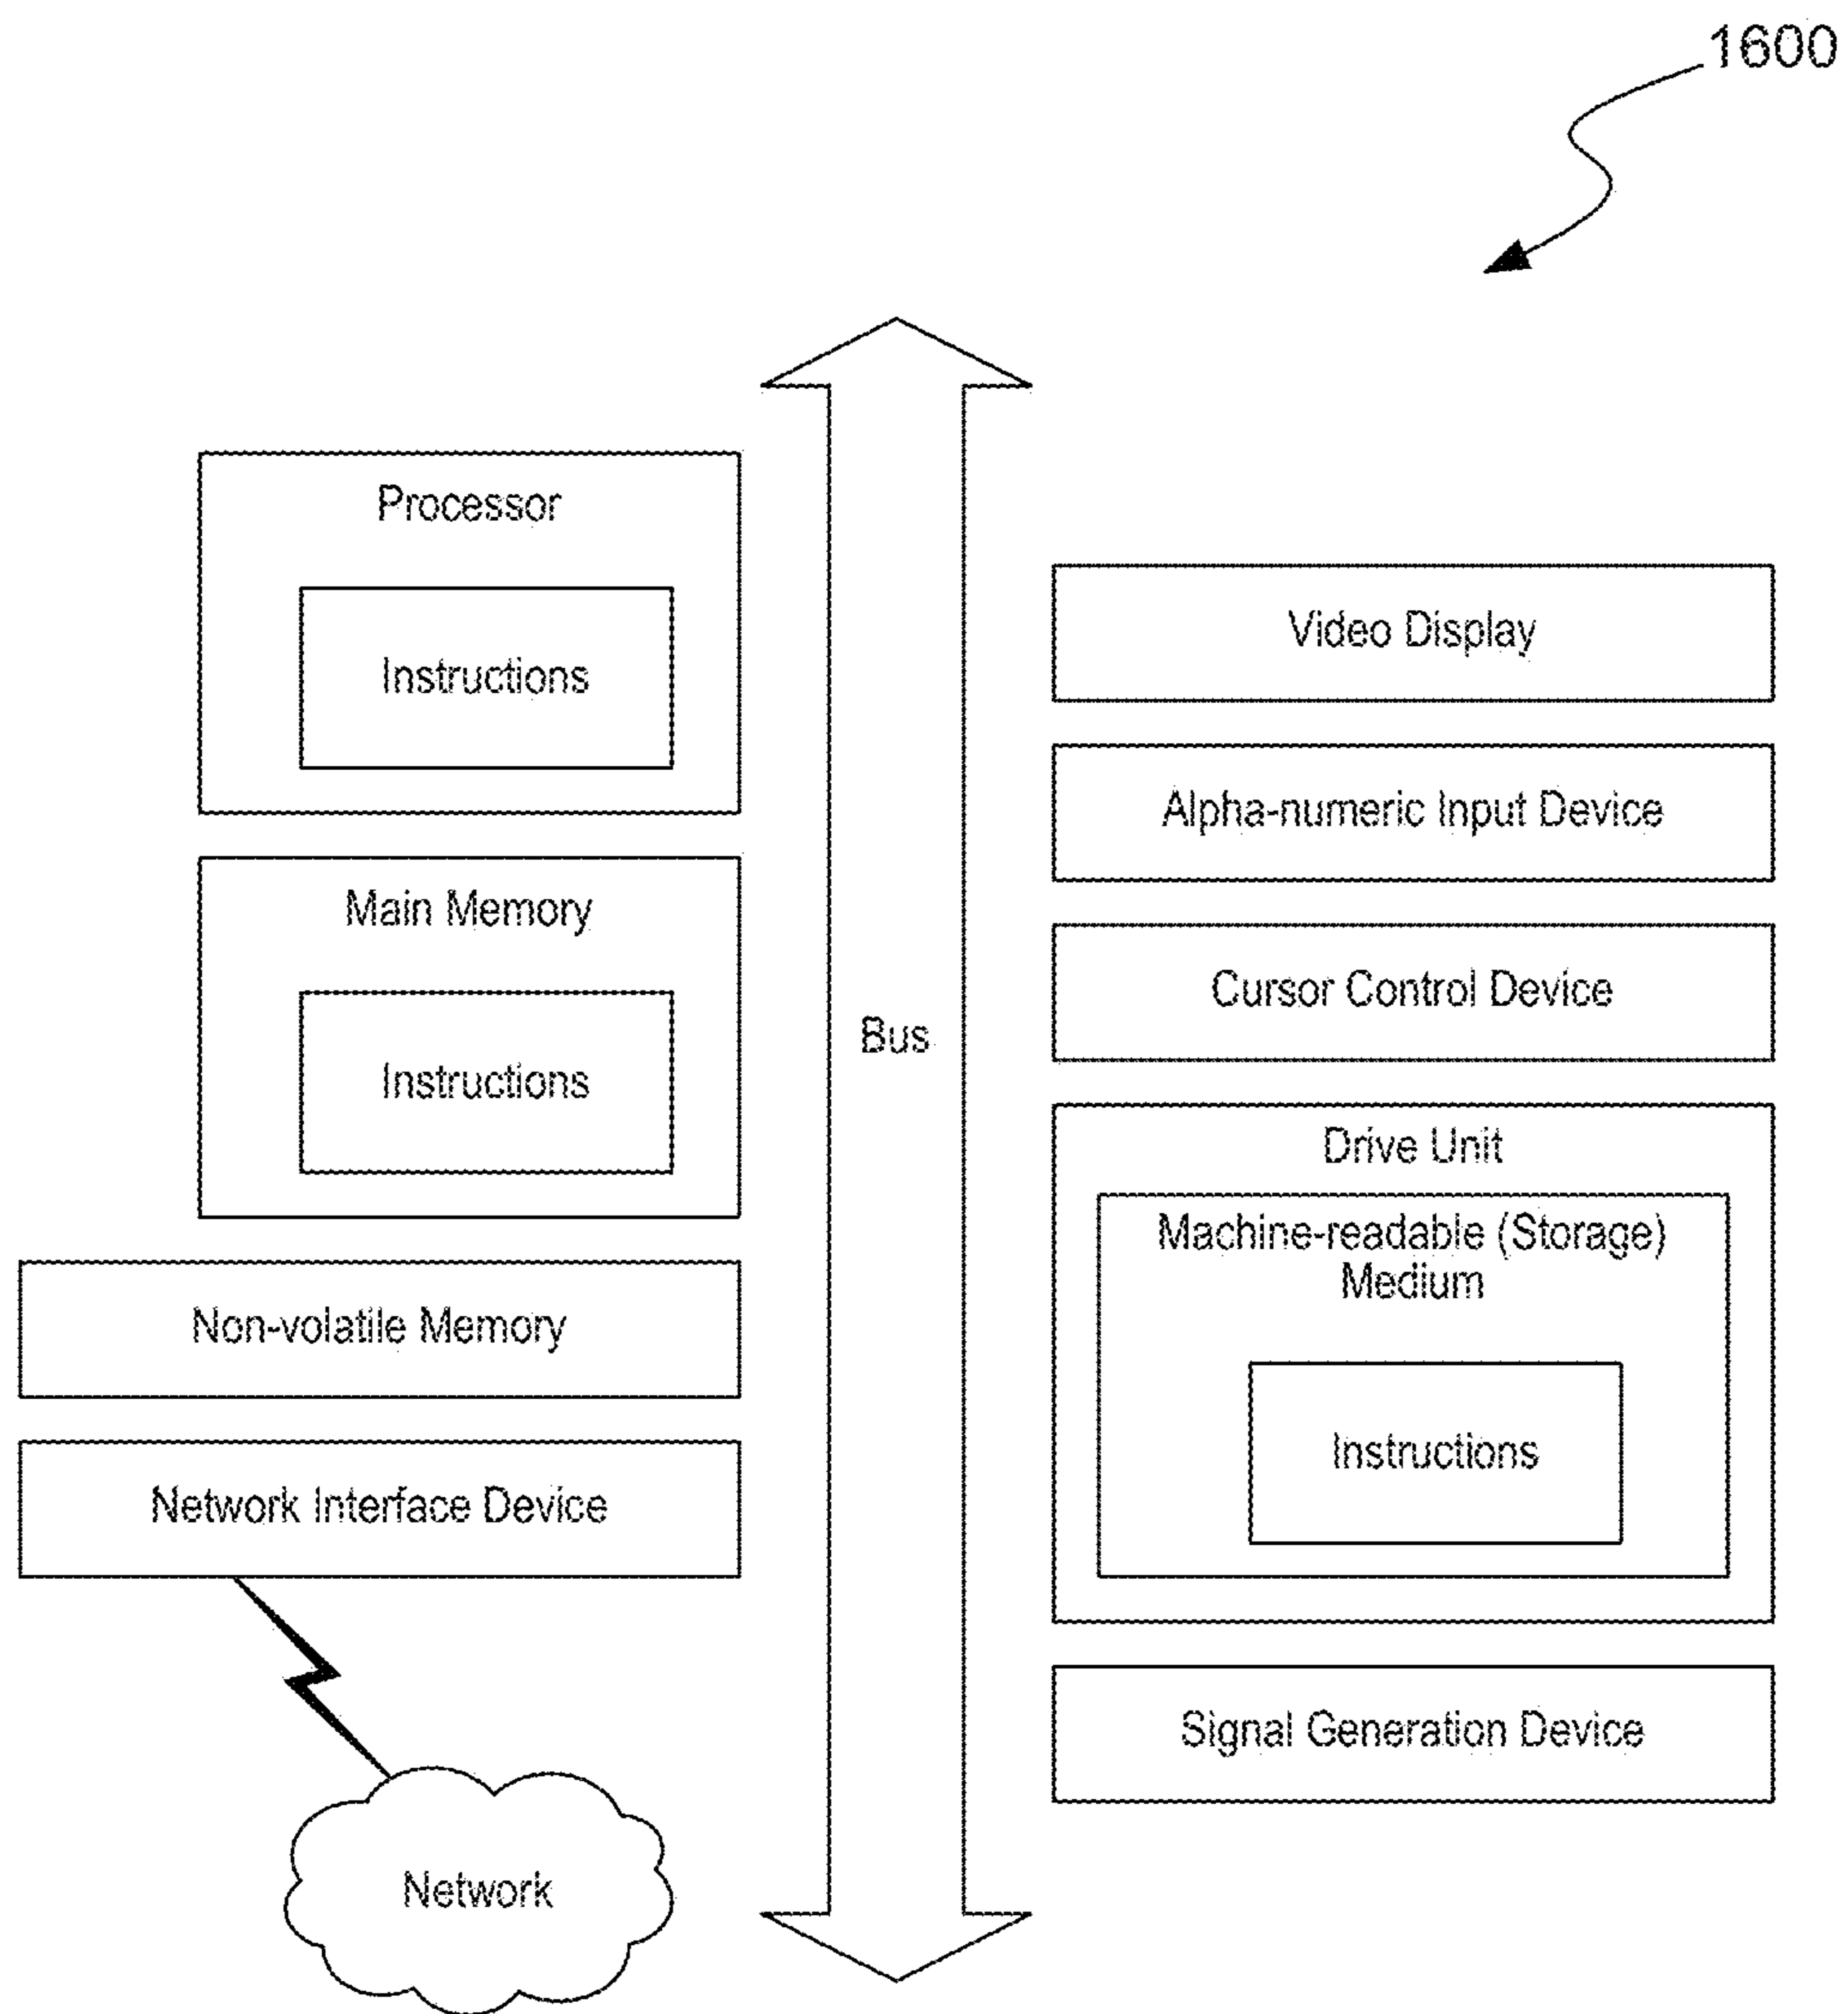 1600
Processor
Instructions
Main Memory
Instructions
Non-volatile Memory
Network Interface Device
Network
Bus
Video Display
Alpha-numeric Input Device
Cursor Control Device
Drive Unit
Machine-readable (Storage)
Medium
Instructions
Signal Generation Device